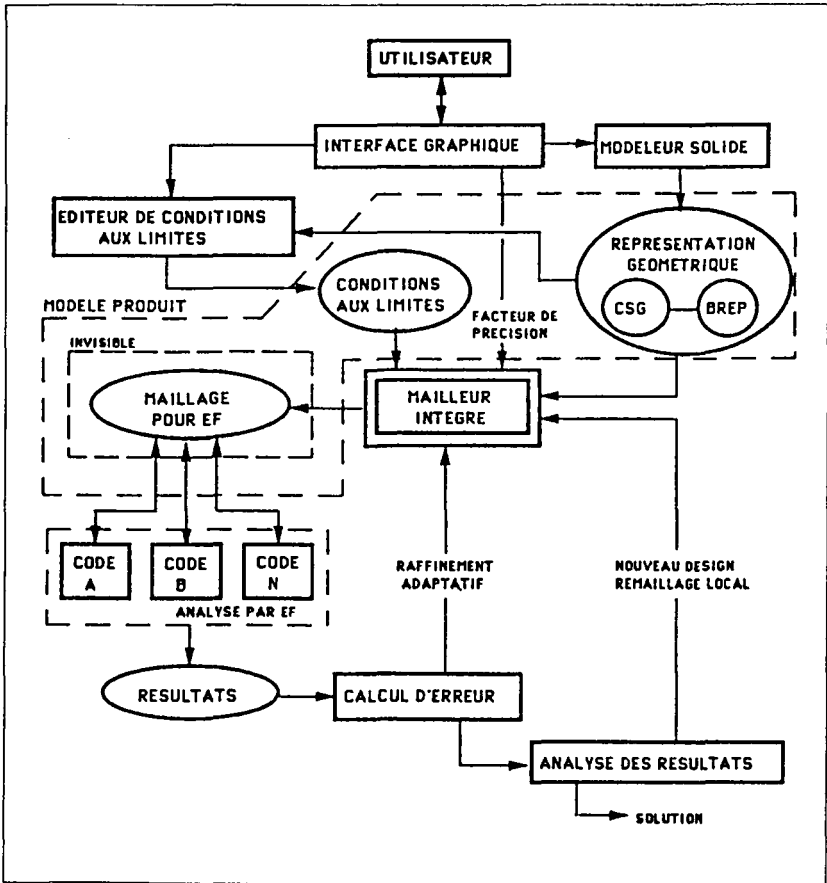 UTILISATEUR
INTERFACE GRAPHIQUE
MODELEUR SOLIDE
EDITEUR DE CONDITIONS
AUX LIMITES
REPRESENTATION
GEOMETRIQUE
CSG
BREP
CONDITIONS
AUX LIMITES
MODELE PRODUIT
FACTEUR DE
PRECISION
INVISIBLE
MAILLAGE
POUR EF
MAILLEUR
INTEGRE
CODE
A
CODE
B
CODE
N
ANALYSE PAR EF
RAFFINEMENT
ADAPTATIF
NOUVEAU DESIGN
REMAILLAGE LOCAL
RESULTATS
CALCUL D'ERREUR
ANALYSE DES RESULTATS
SOLUTION